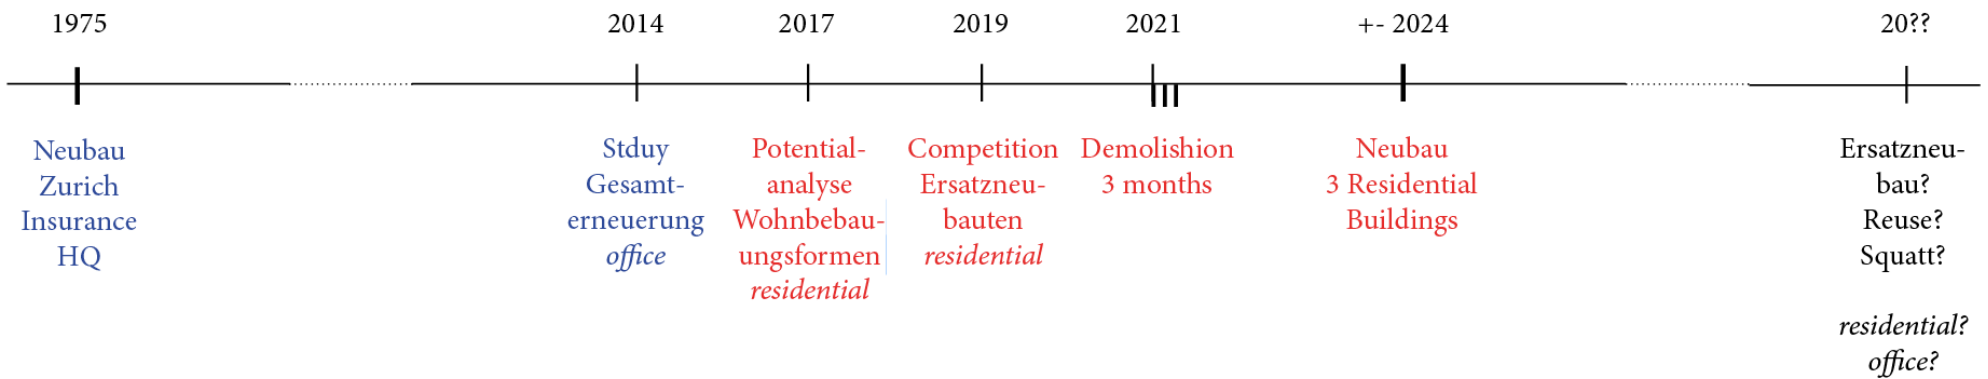 1975
2014
2017
2019
2021
+- 2024
20??
Neubau
Zurich
Insurance
HQ
Stduy
Gesamt-
erneuerung
office
Potential-
analyse
Wohnbebau-
ungsformen
residential
Competition
Ersatzneu-
bauten
residential
Demolishion
3 months
Neubau
3 Residential
Buildings
Ersatzneu-
bau?
Reuse?
Squatt?
residential?
office?